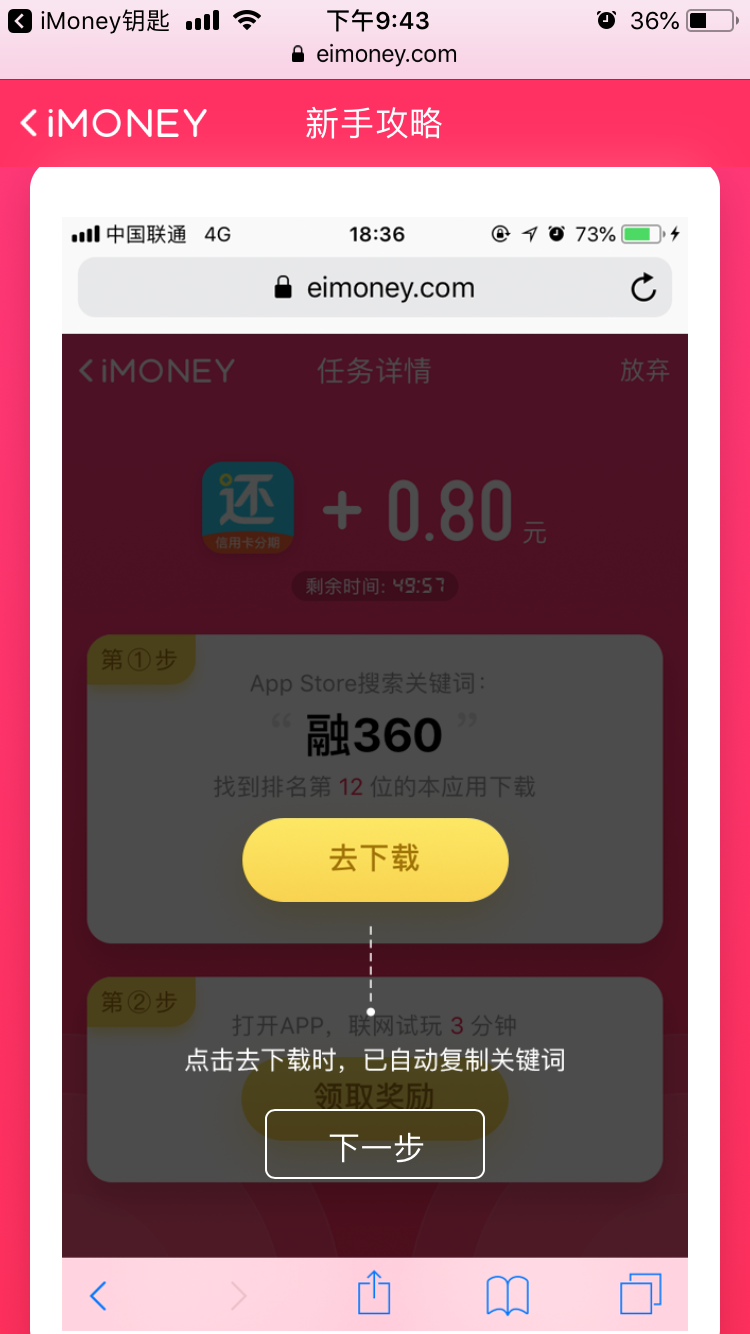 iMoney钥匙 下午9:43 36%
eimoney.com
iMONEY 新手攻略
中国联通 4G 18:36 73%
eimoney.com
iMONEY 任务详情 放弃
还 + 0.80 元
信用卡分期
剩余时间: 49:57
第①步
App Store搜索关键词:
“融360”
找到排名第 12 位的本应用下载
去下载
第②步
打开APP，联网试玩 3 分钟
点击去下载时，已自动复制关键词
领取奖励
下一步